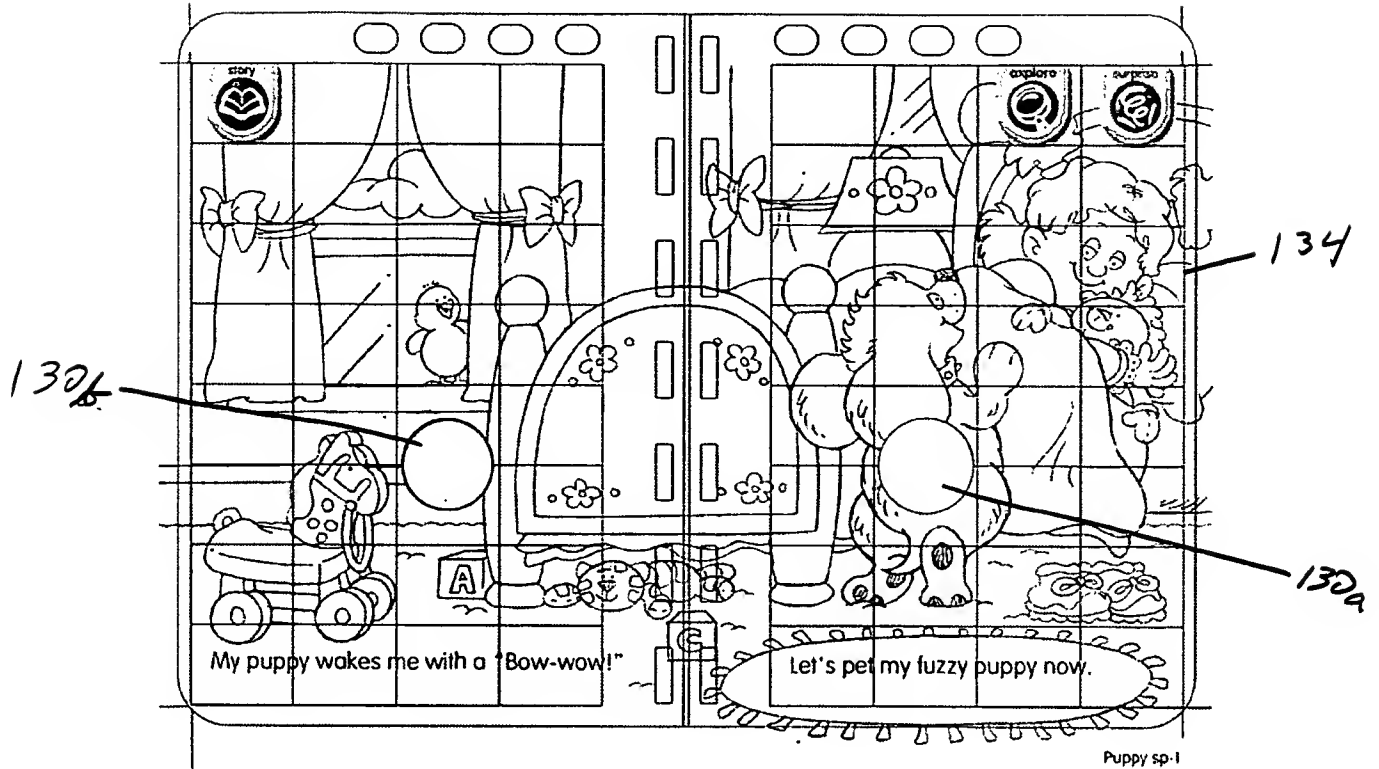 story
explore
surprise
134
130b.
A
C
130a
My puppy wakes me with a "Bow-wow!"
Let's pet my fuzzy puppy now.
Puppy sp-1